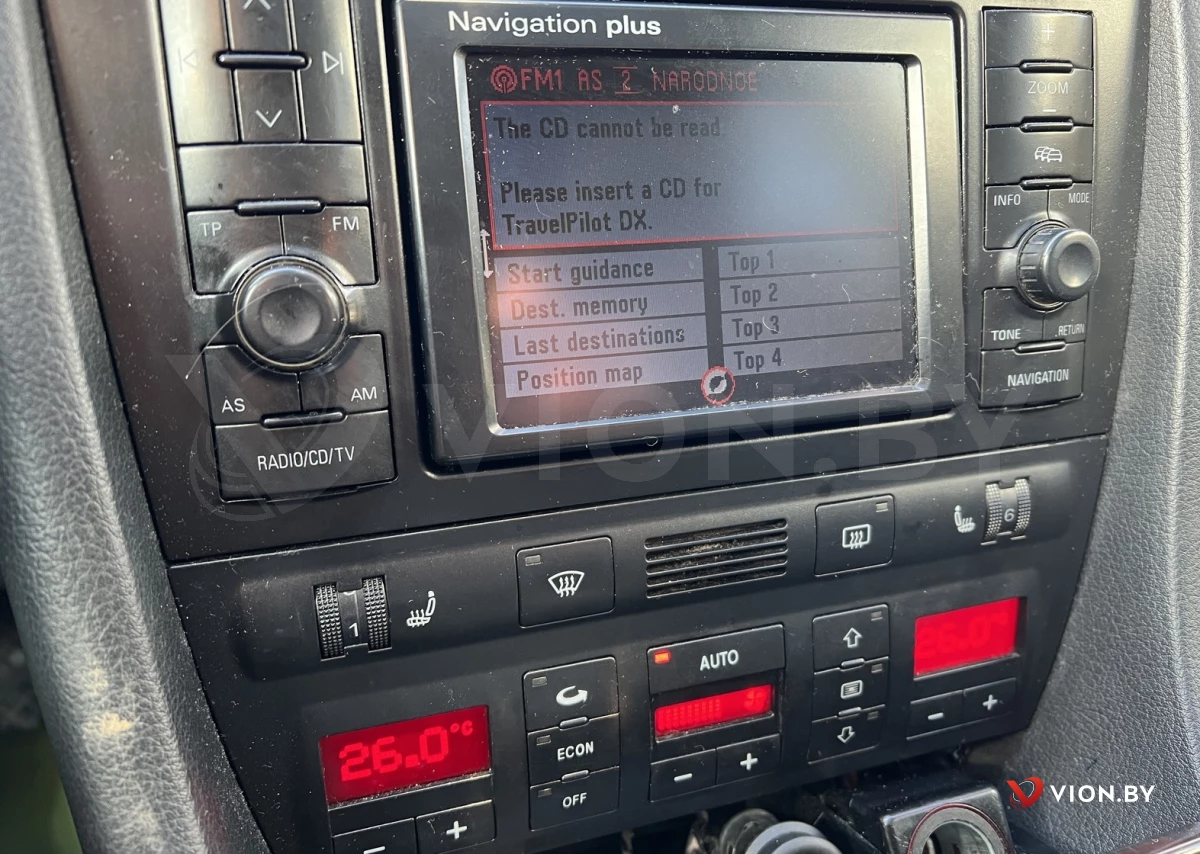 Navigation plus
FM1 AS 2 NARODNOE
The CD cannot be read.
Please insert a CD for
TravelPilot DX.
Start guidance
Top 1
Dest. memory
Top 2
Last destinations
Top 3
Position map
Top 4
TP
FM
AS
AM
RADIO/CD/TV
+
ZOOM
−
INFO
MODE
TONE
RETURN
NAVIGATION
VION.BY
1
6
AUTO
26.0°C
26.0°
ECON
OFF
− +
− +
− +
VION.BY